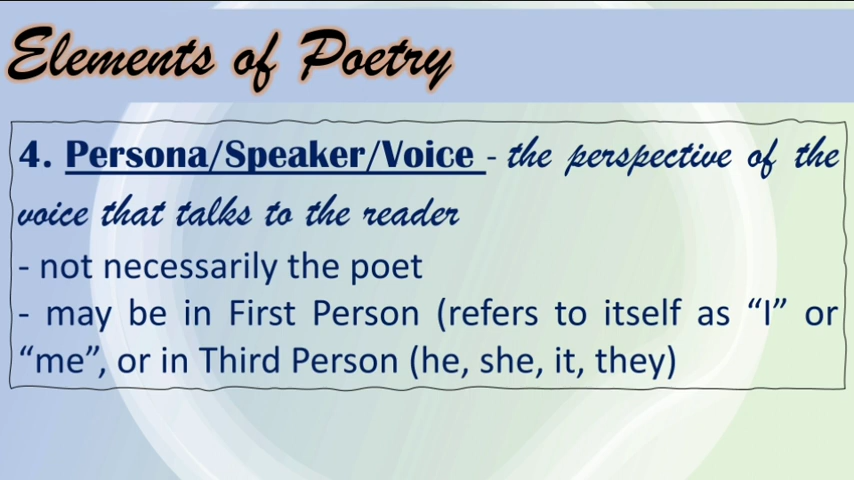 Elements of Poetry
4. Persona/Speaker/Voice - the perspective of the
voice that talks to the reader
- not necessarily the poet
- may be in First Person (refers to itself as “I” or
“me”, or in Third Person (he, she, it, they)